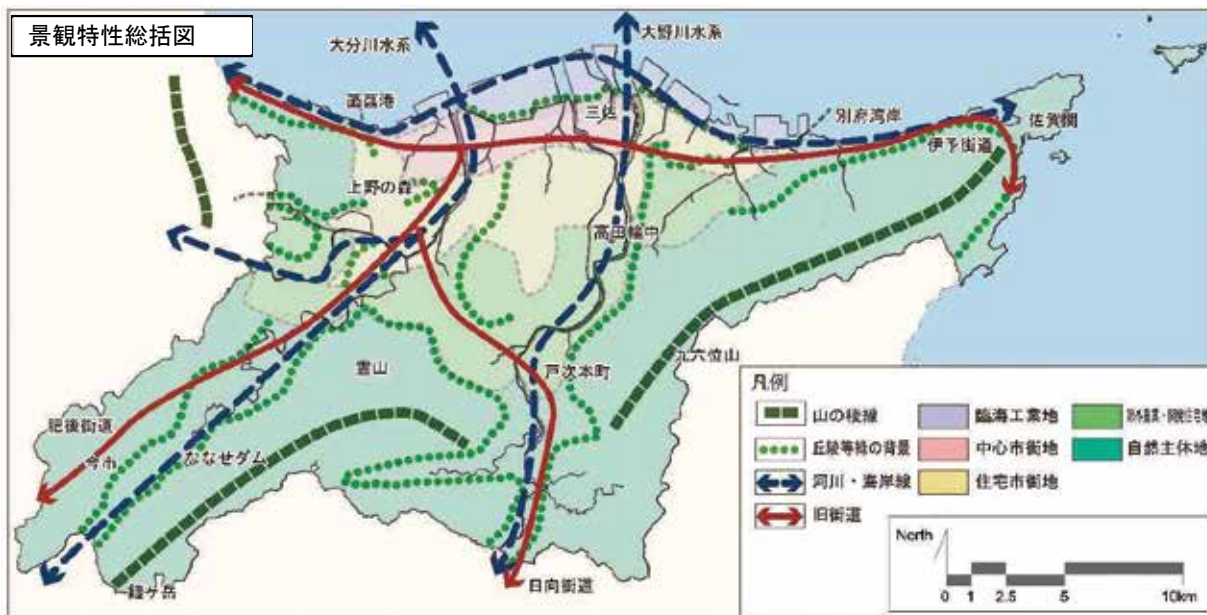 景観特性総括図
大分川水系
大野川水系
菡萏港
三佐
別府湾岸
佐賀関
伊予街道
上野の森
高田輪中
九六位山
戸次本町
霊山
肥後街道
今市
ななせダム
鎧ヶ岳
日向街道
凡例
山の稜線
臨海工業地
丘陵等緑の背景
中心市街地
自然主体地
河川・海岸線
住宅市街地
旧街道
North
0 1 2.5 5 10km